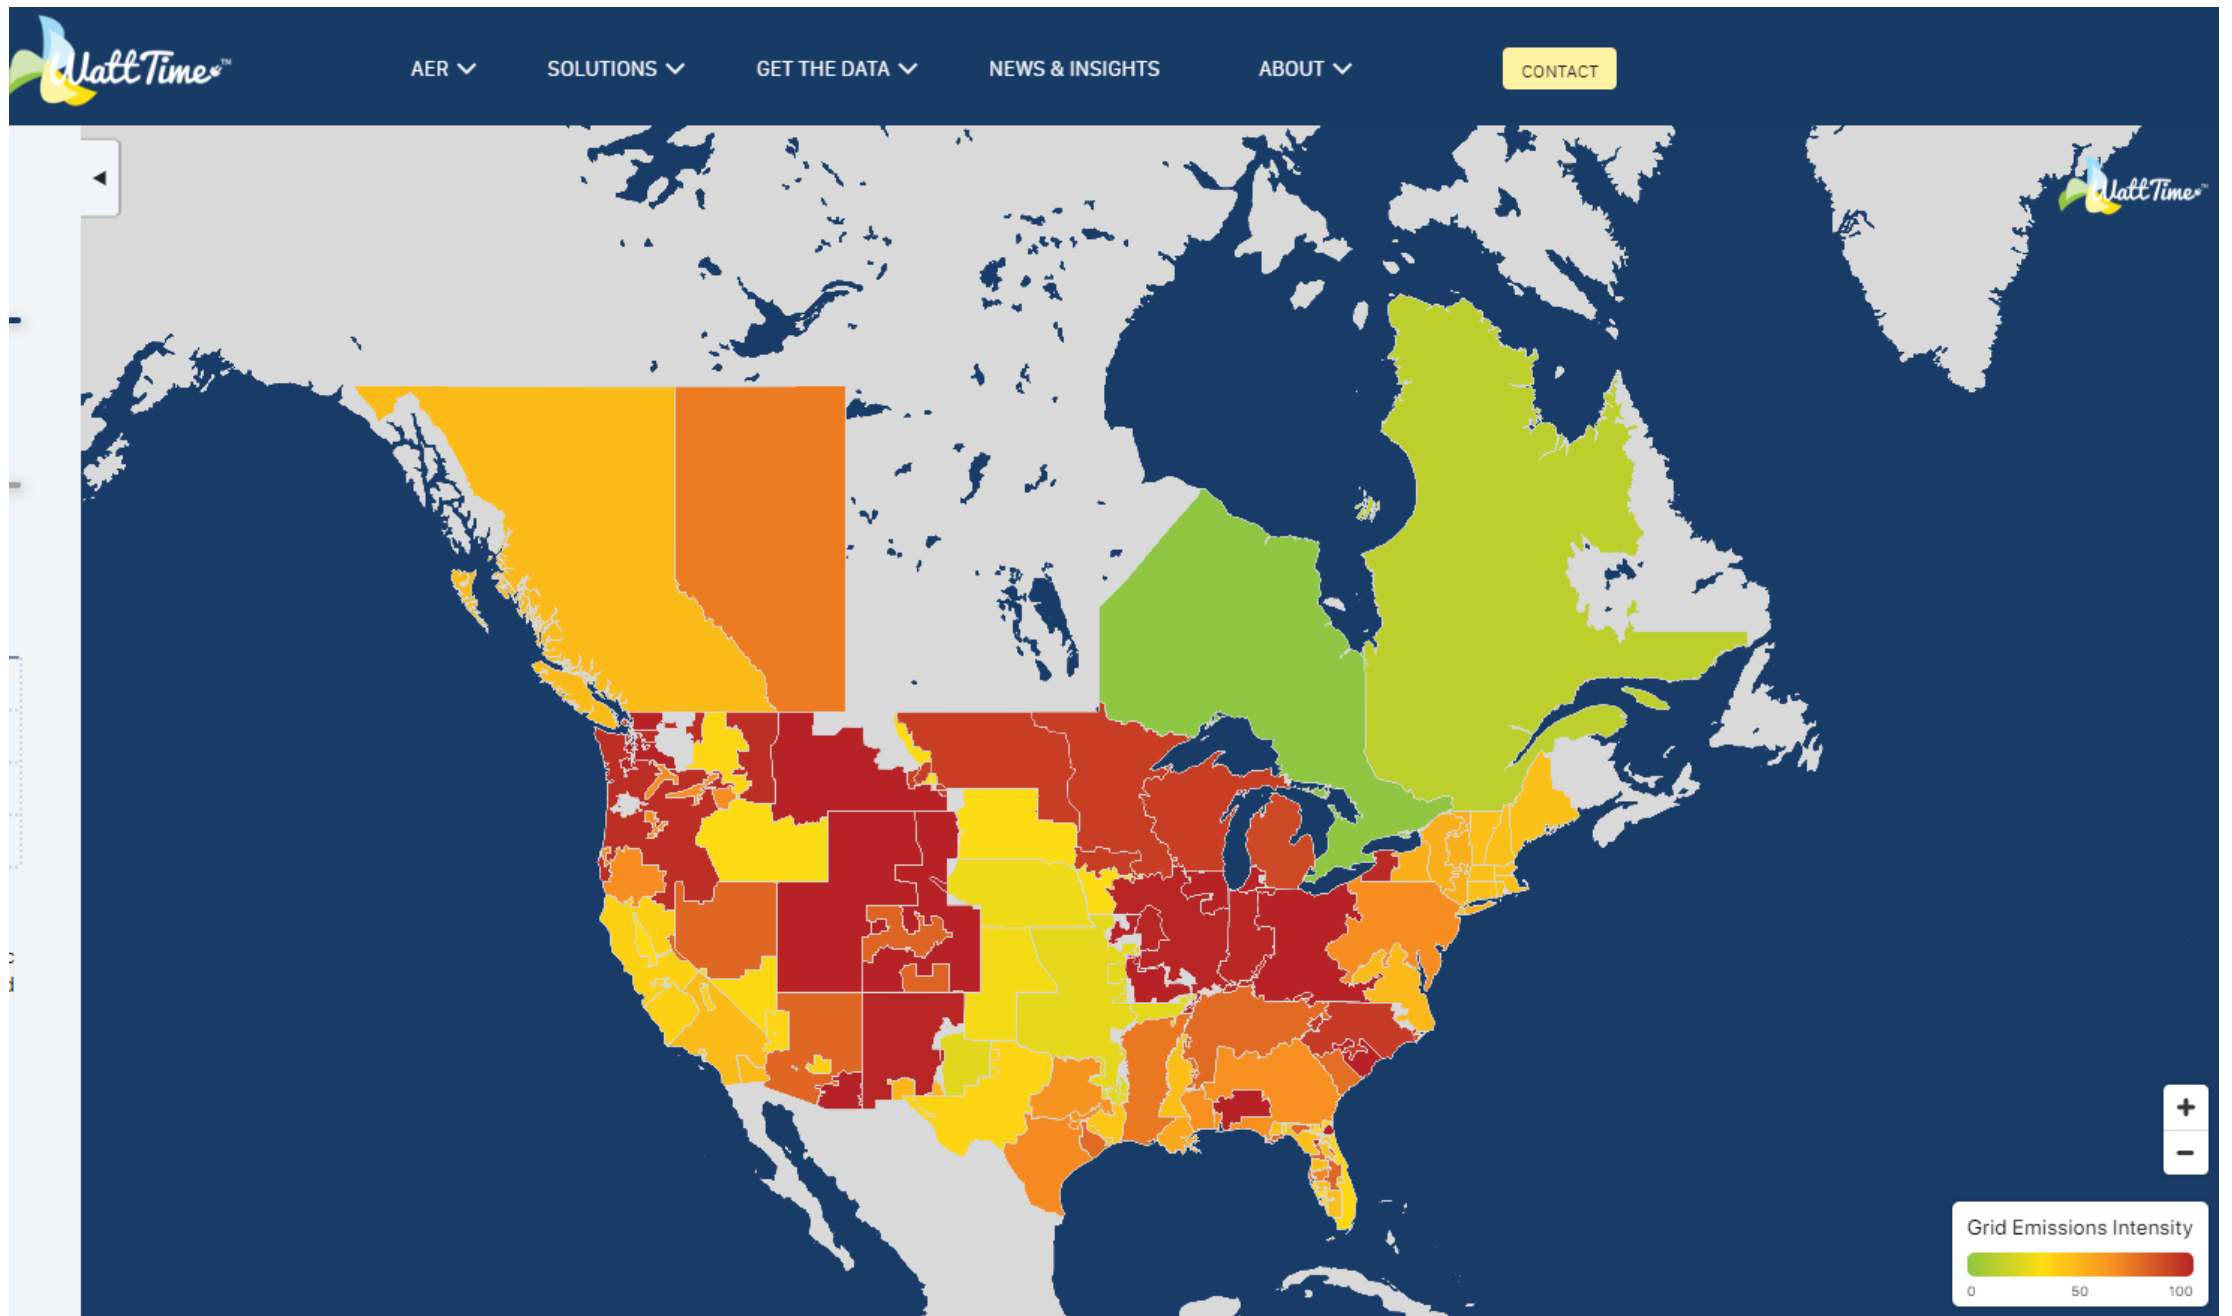 WattTime™
AER
SOLUTIONS
GET THE DATA
NEWS & INSIGHTS
ABOUT
CONTACT
WattTime™
c
d
+
−
Grid Emissions Intensity
0 50 100